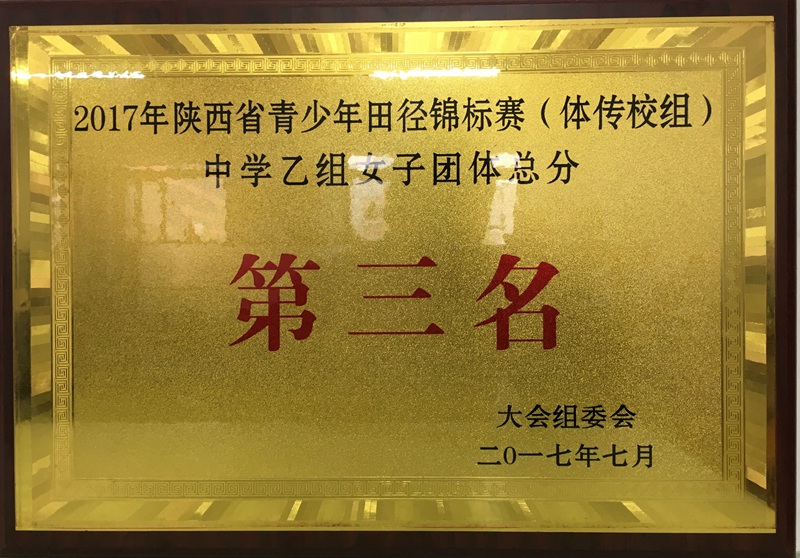 2017年陕西省青少年田径锦标赛（体传校组）
中学乙组女子团体总分
第三名
大会组委会
二0一七年七月